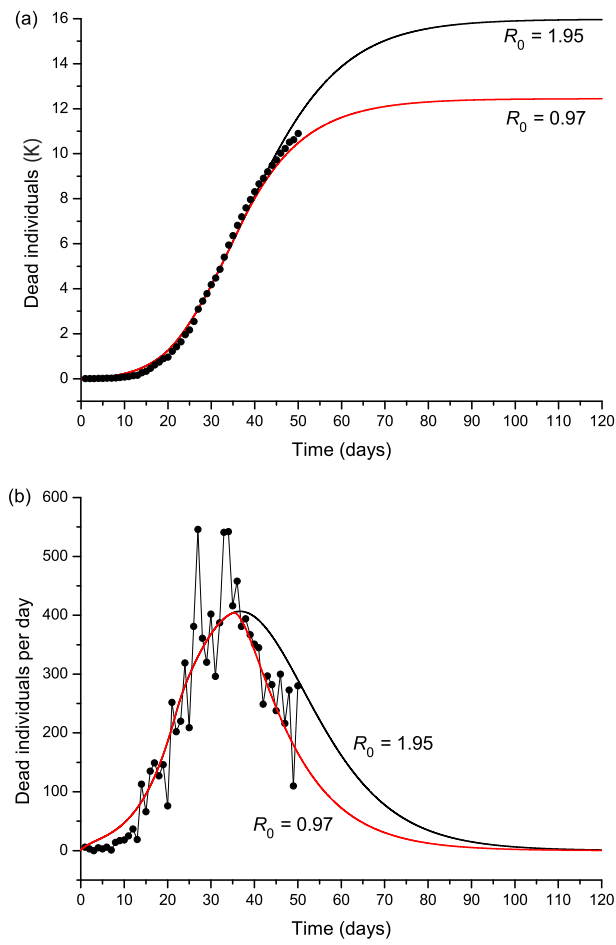 (a)
16
14
12
10
8
6
4
2
0
Dead individuals (K)
R0 = 1.95
R0 = 0.97
0 10 20 30 40 50 60 70 80 90 100 110 120
Time (days)
(b)
600
500
400
300
200
100
0
Dead individuals per day
R0 = 1.95
R0 = 0.97
0 10 20 30 40 50 60 70 80 90 100 110 120
Time (days)